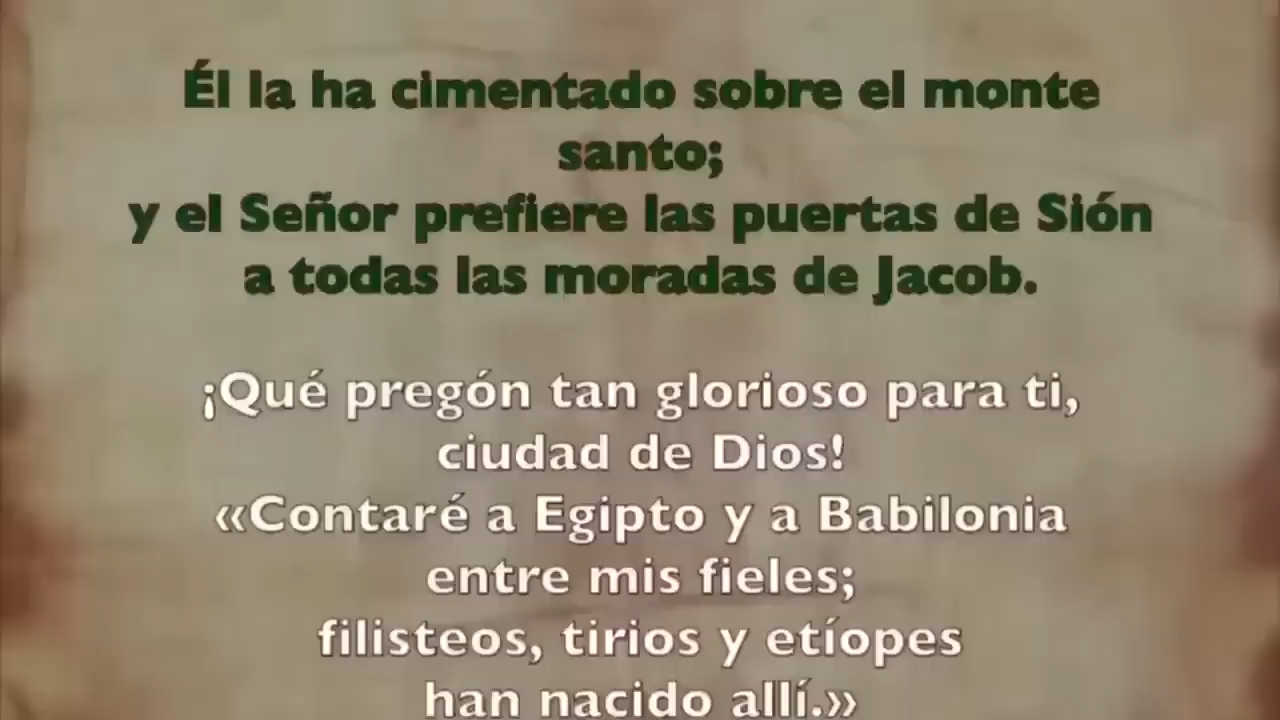 Él la ha cimentado sobre el monte
santo;
y el Señor prefiere las puertas de Sión
a todas las moradas de Jacob.
¡Qué pregón tan glorioso para ti,
ciudad de Dios!
«Contaré a Egipto y a Babilonia
entre mis fieles;
filisteos, tirios y etíopes
han nacido allí.»